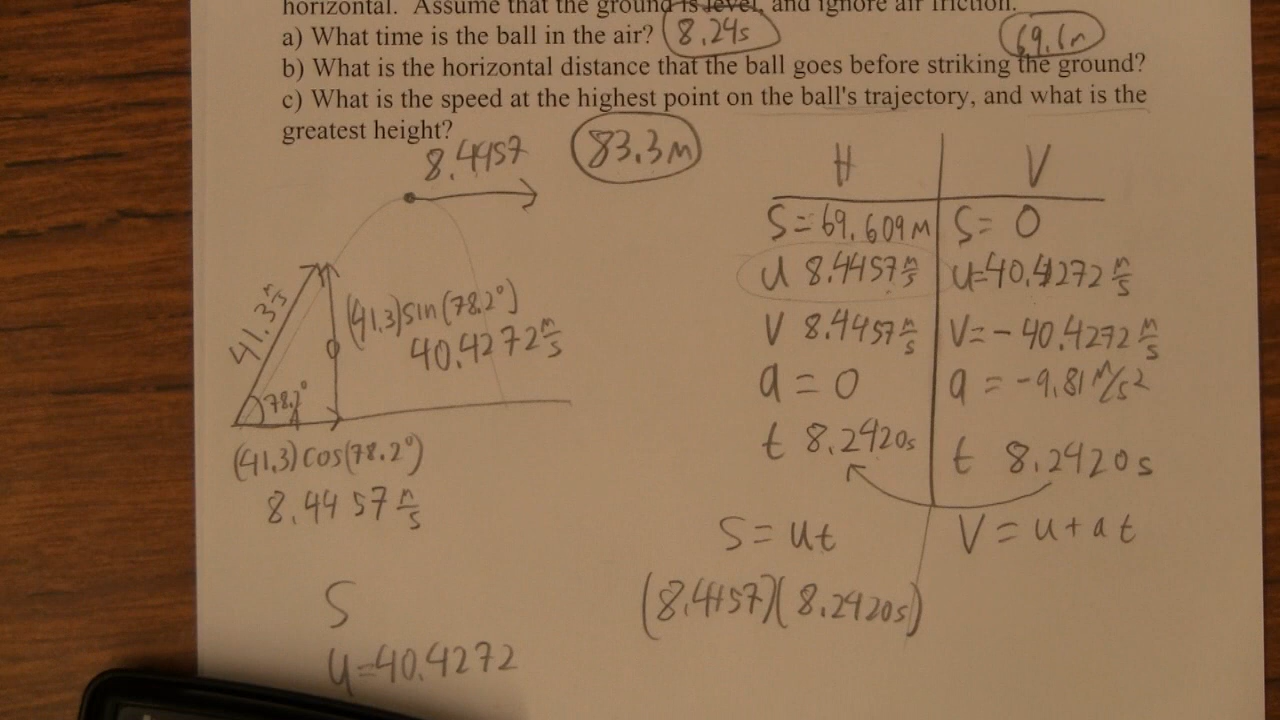 horizontal. Assume that the ground is level, and ignore air friction.
a) What time is the ball in the air? 8.24s
69.6m
b) What is the horizontal distance that the ball goes before striking the ground?
c) What is the speed at the highest point on the ball's trajectory, and what is the
greatest height? 83.3m
8.4457
41.3 m/s
(41.3)sin(78.2°)
40.4272 m/s
78.2°
(41.3)cos(78.2°)
8.4457 m/s
S
u=40.4272
H V
S=69.609m S=0
u 8.4457 m/s u=40.4272 m/s
V 8.4457 m/s V=-40.4272 m/s
a=0 a=-9.81 m/s2
t 8.2420s t 8.2420s
S=ut V=u+at
(8.4457)(8.2420s)